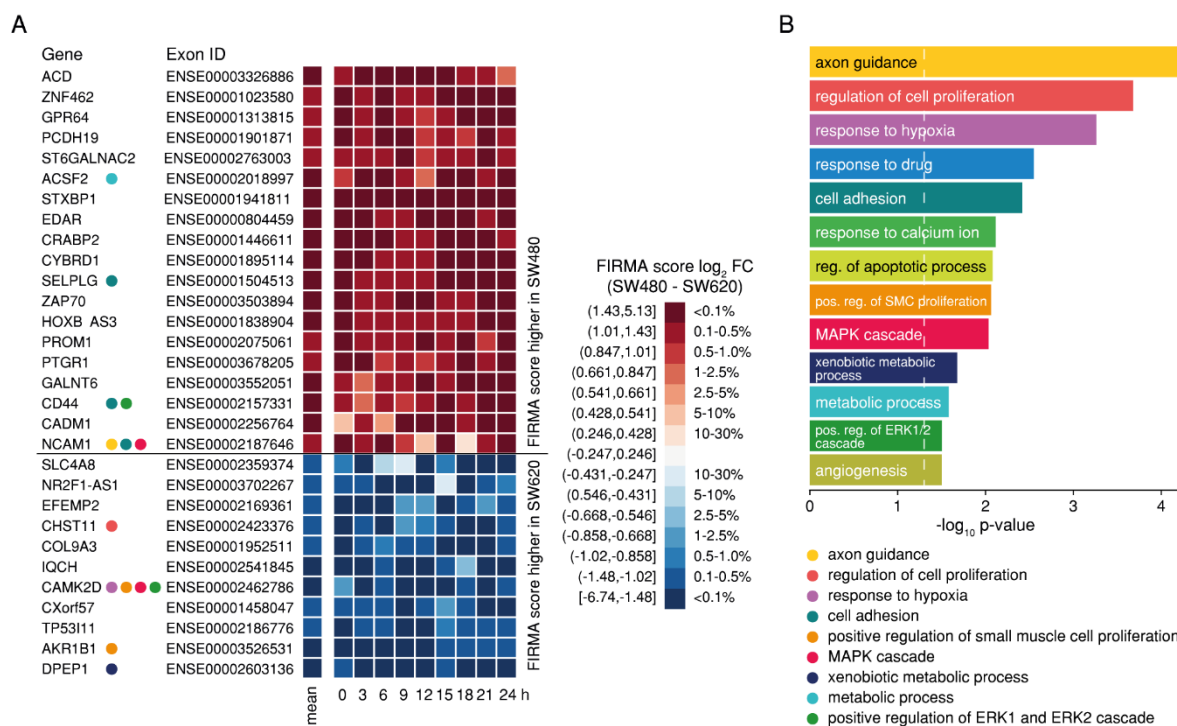 A
Gene Exon ID
ACD ENSE00003326886
ZNF462 ENSE00001023580
GPR64 ENSE00001313815
PCDH19 ENSE00001901871
ST6GALNAC2 ENSE00002763003
ACSF2 ENSE00002018997
STXBP1 ENSE00001941811
EDAR ENSE00000804459
CRABP2 ENSE00001446611
CYBRD1 ENSE00001895114
SELPLG ENSE00001504513
ZAP70 ENSE00003503894
HOXB AS3 ENSE00001838904
PROM1 ENSE00002075061
PTGR1 ENSE00003678205
GALNT6 ENSE00003552051
CD44 ENSE00002157331
CADM1 ENSE00002256764
NCAM1 ENSE00002187646
SLC4A8 ENSE00002359374
NR2F1-AS1 ENSE00003702267
EFEMP2 ENSE00002169361
CHST11 ENSE00002423376
COL9A3 ENSE00001952511
IQCH ENSE00002541845
CAMK2D ENSE00002462786
CXorf57 ENSE00001458047
TP53I11 ENSE00002186776
AKR1B1 ENSE00003526531
DPEP1 ENSE00002603136
mean 0 3 6 9 12 15 18 21 24 h
FIRMA score higher in SW480
FIRMA score higher in SW620
FIRMA score log2 FC
(SW480 - SW620)
(1.43,5.13] <0.1%
(1.01,1.43] 0.1-0.5%
(0.847,1.01] 0.5-1.0%
(0.661,0.847] 1-2.5%
(0.541,0.661] 2.5-5%
(0.428,0.541] 5-10%
(0.246,0.428] 10-30%
(-0.247,0.246]
(-0.431,-0.247] 10-30%
(0.546,-0.431] 5-10%
(-0.668,-0.546] 2.5-5%
(-0.858,-0.668] 1-2.5%
(-1.02,-0.858] 0.5-1.0%
(-1.48,-1.02] 0.1-0.5%
[-6.74,-1.48] <0.1%
B
axon guidance
regulation of cell proliferation
response to hypoxia
response to drug
cell adhesion
response to calcium ion
reg. of apoptotic process
pos. reg. of SMC proliferation
MAPK cascade
xenobiotic metabolic
process
metabolic process
pos. reg. of ERK1/2
cascade
angiogenesis
0 1 2 3 4
-log10 p-value
axon guidance
regulation of cell proliferation
response to hypoxia
cell adhesion
positive regulation of small muscle cell proliferation
MAPK cascade
xenobiotic metabolic process
metabolic process
positive regulation of ERK1 and ERK2 cascade